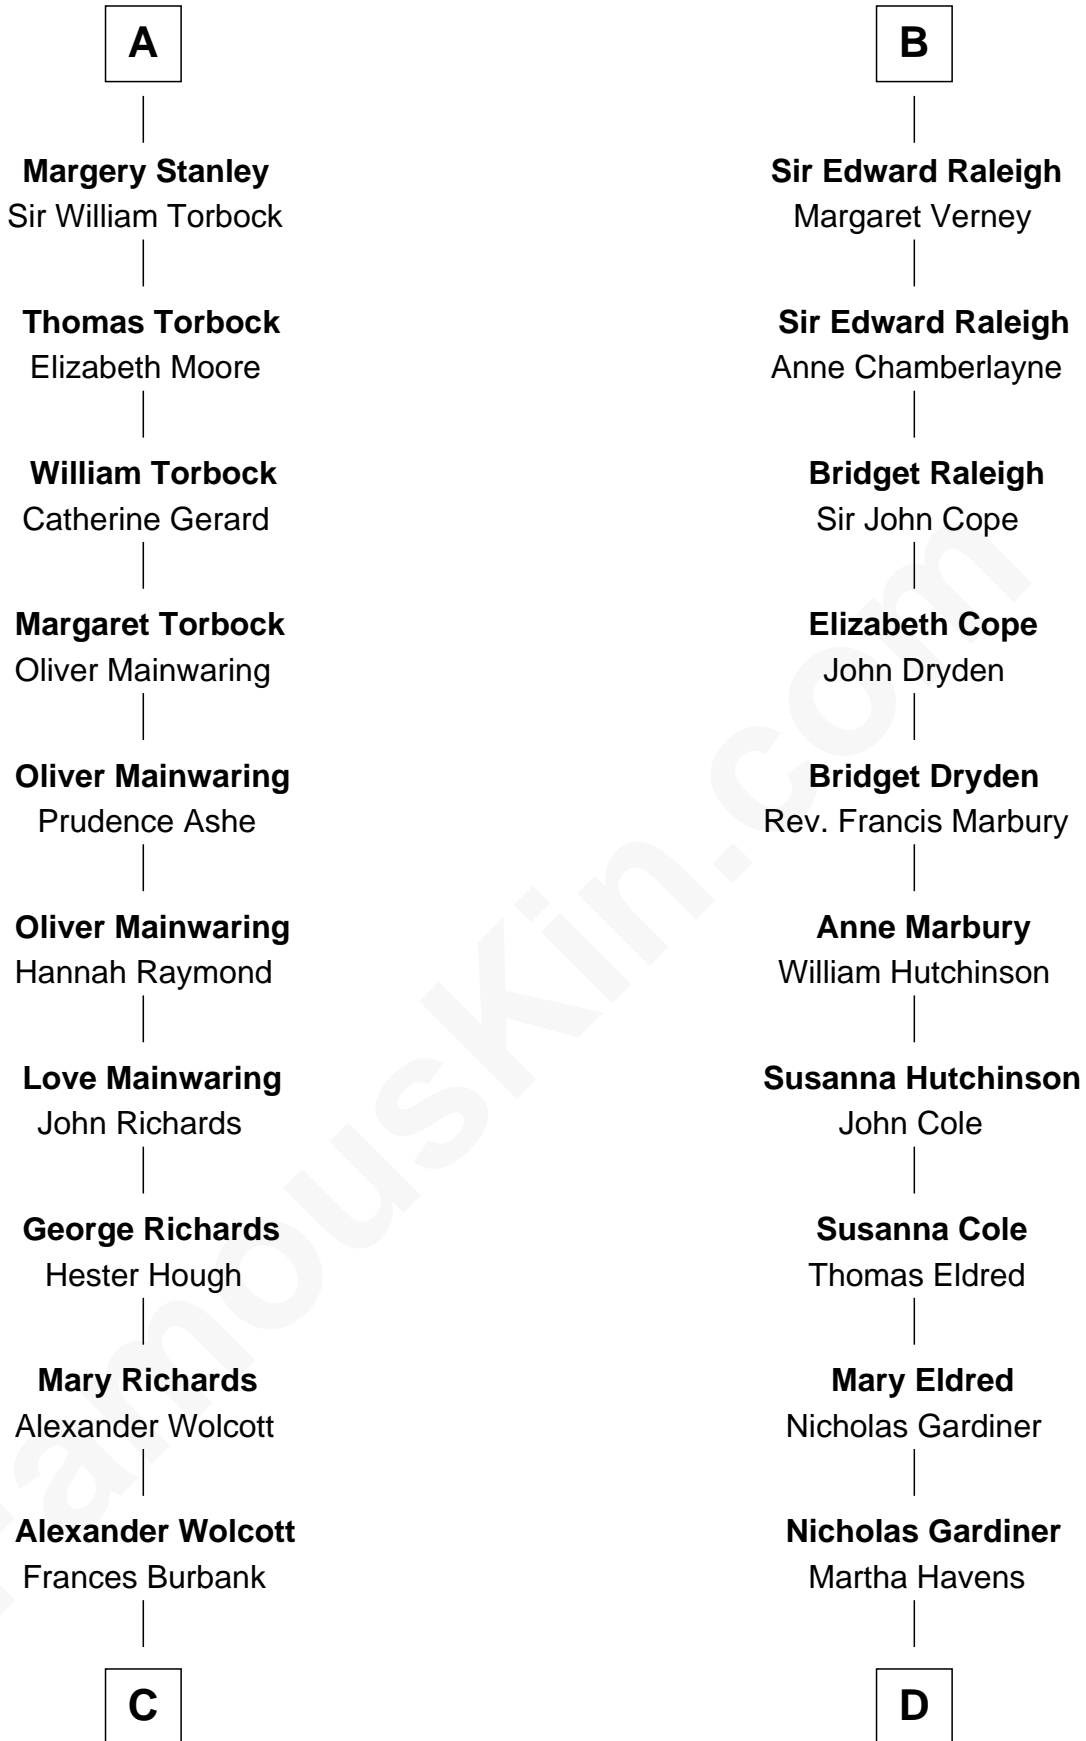 A
Margery Stanley
Sir William Torbock
Thomas Torbock
Elizabeth Moore
William Torbock
Catherine Gerard
Margaret Torbock
Oliver Mainwaring
Oliver Mainwaring
Prudence Ashe
Oliver Mainwaring
Hannah Raymond
Love Mainwaring
John Richards
George Richards
Hester Hough
Mary Richards
Alexander Wolcott
Alexander Wolcott
Frances Burbank
C
B
Sir Edward Raleigh
Margaret Verney
Sir Edward Raleigh
Anne Chamberlayne
Bridget Raleigh
Sir John Cope
Elizabeth Cope
John Dryden
Bridget Dryden
Rev. Francis Marbury
Anne Marbury
William Hutchinson
Susanna Hutchinson
John Cole
Susanna Cole
Thomas Eldred
Mary Eldred
Nicholas Gardiner
Nicholas Gardiner
Martha Havens
D
FamousKin.com